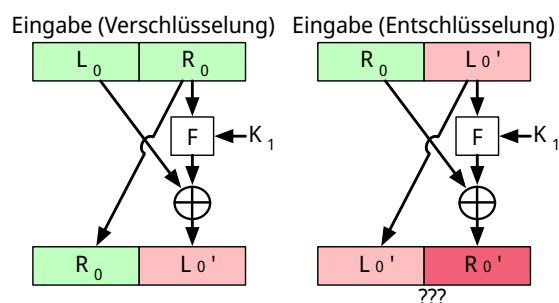 Eingabe (Verschlüsselung)
L 0
R 0
F
K 1
R 0
L 0 '
Eingabe (Entschlüsselung)
R 0
L 0 '
F
K 1
L 0 '
R 0 '
???